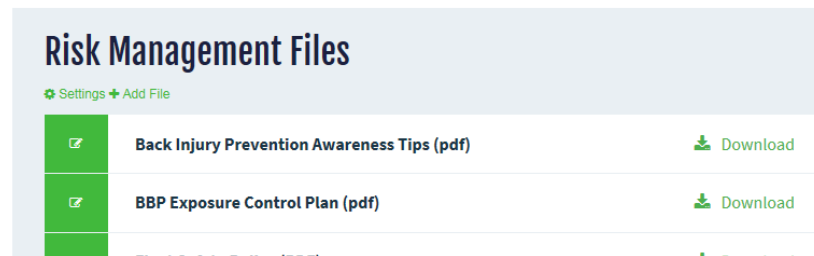 Risk Management Files
Settings Add File
Back Injury Prevention Awareness Tips (pdf) Download
BBP Exposure Control Plan (pdf) Download